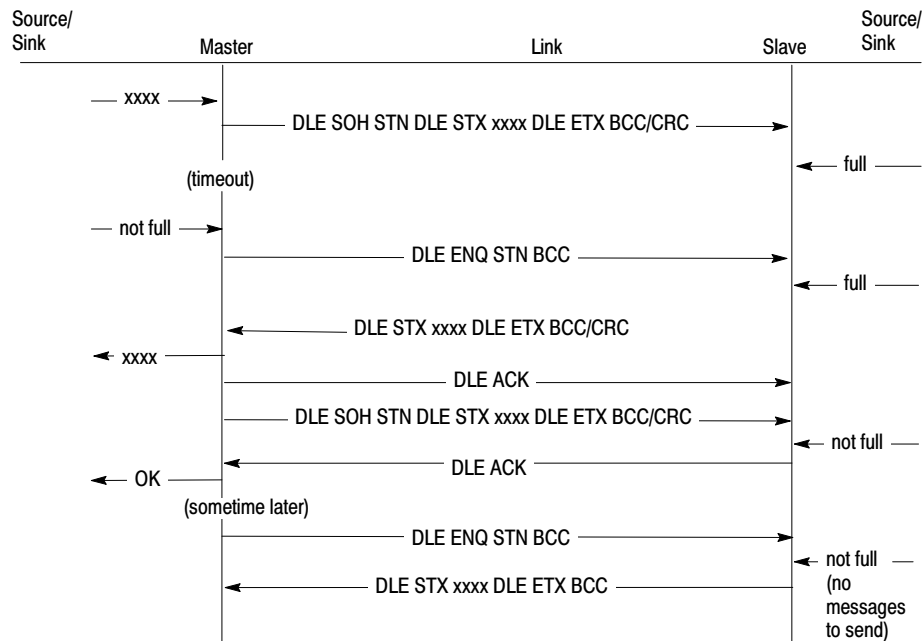 Source/
Sink
Master
Link
Slave
Source/
Sink
xxxx
DLE SOH STN DLE STX xxxx DLE ETX BCC/CRC
full
(timeout)
not full
DLE ENQ STN BCC
full
DLE STX xxxx DLE ETX BCC/CRC
xxxx
DLE ACK
DLE SOH STN DLE STX xxxx DLE ETX BCC/CRC
not full
DLE ACK
OK
(sometime later)
DLE ENQ STN BCC
not full
(no
messages
to send)
DLE STX xxxx DLE ETX BCC